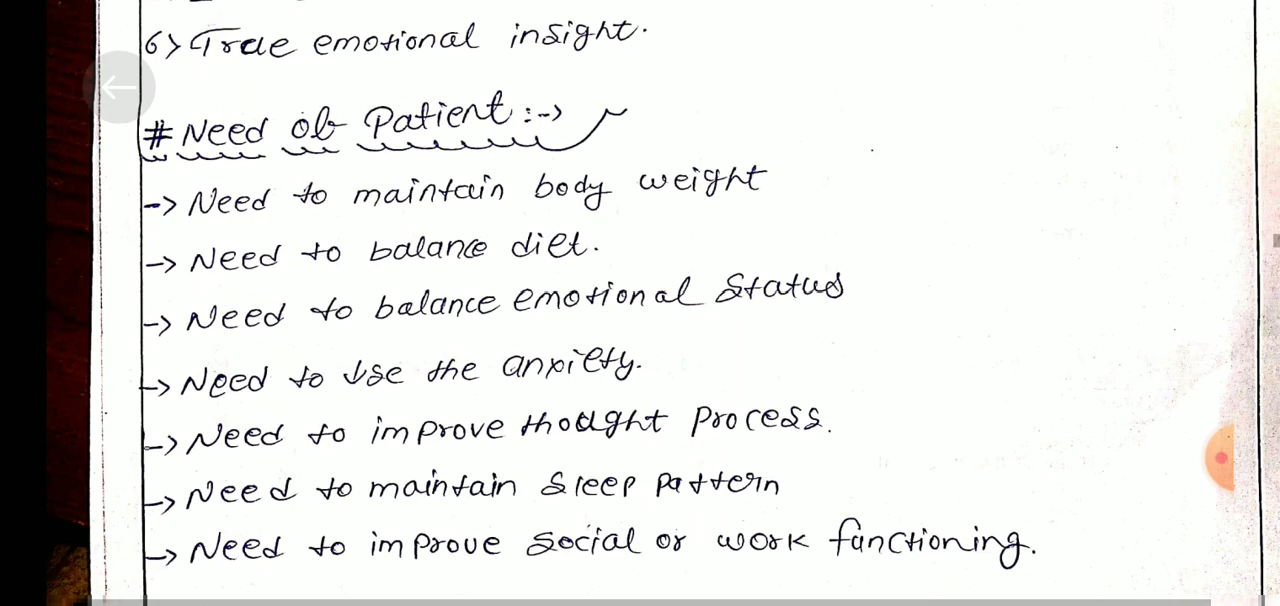 6> True emotional insight.
# Need of Patient :->
-> Need to maintain body weight
-> Need to balance diet.
-> Need to balance emotional Status
-> Need to ↓se the anxiety.
-> Need to improve thought Process.
-> Need to maintain Sleep pattern
-> Need to improve Social or work functioning.